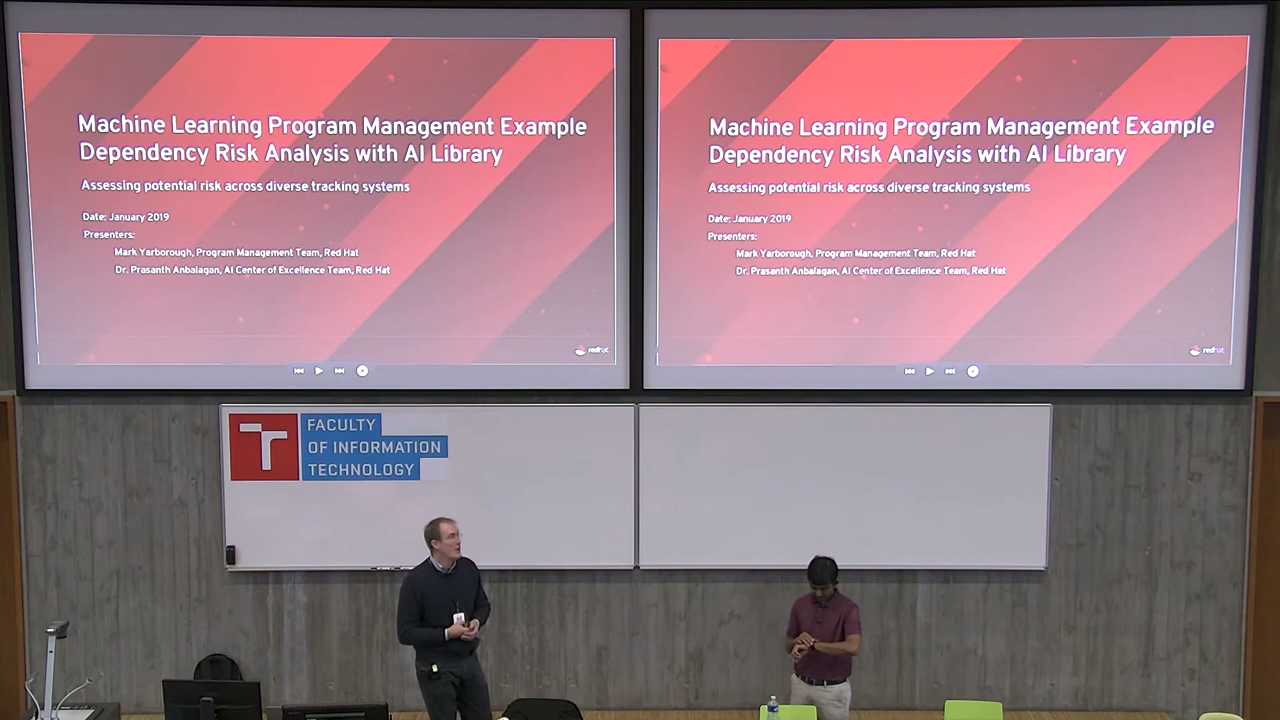 Machine Learning Program Management Example
Dependency Risk Analysis with AI Library
Assessing potential risk across diverse tracking systems
Date: January 2019
Presenters:
Mark Yarborough, Program Management Team, Red Hat
Dr. Prasanth Anbalagan, AI Center of Excellence Team, Red Hat
redhat
Machine Learning Program Management Example
Dependency Risk Analysis with AI Library
Assessing potential risk across diverse tracking systems
Date: January 2019
Presenters:
Mark Yarborough, Program Management Team, Red Hat
Dr. Prasanth Anbalagan, AI Center of Excellence Team, Red Hat
redhat
T FACULTY
OF INFORMATION
TECHNOLOGY